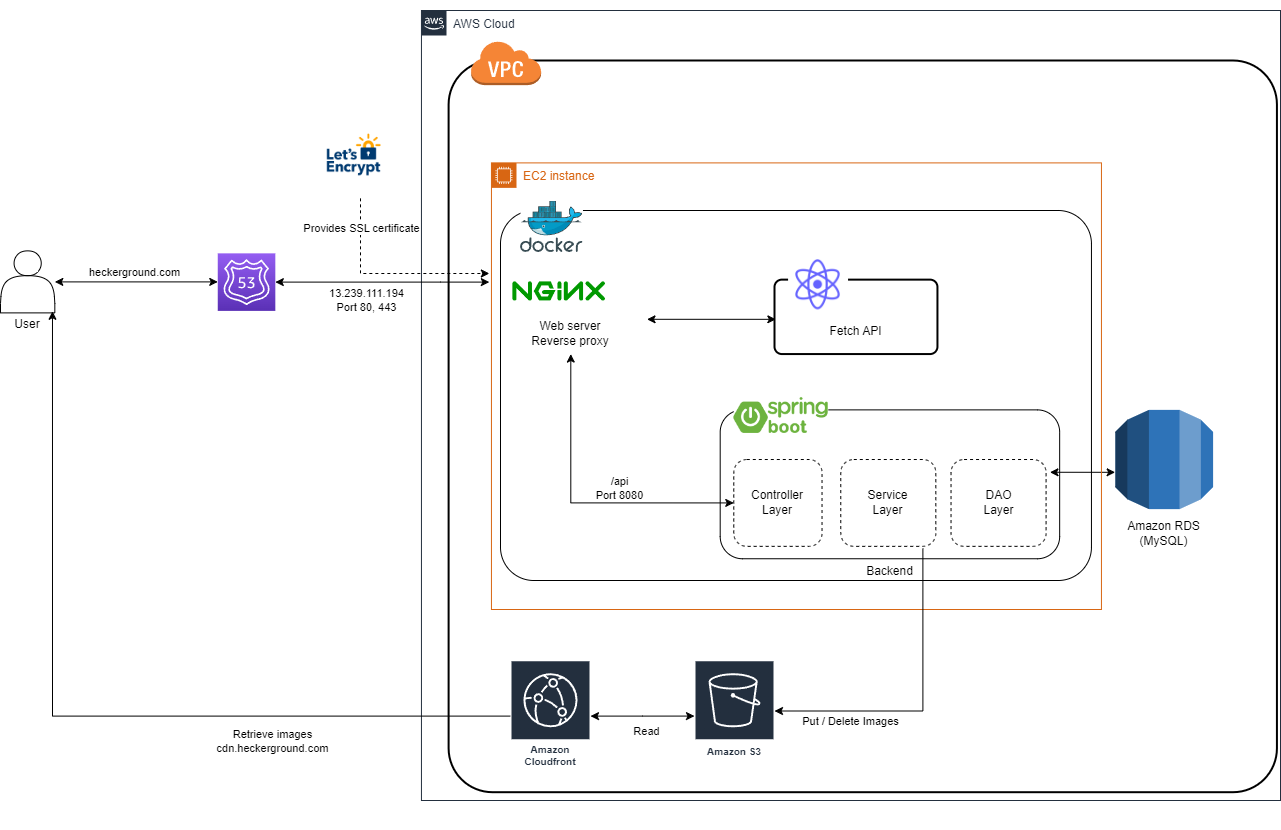 aws
AWS Cloud
VPC
Let's
Encrypt
EC2 instance
docker
Provides SSL certificate
heckerground.com
53
13.239.111.194
Port 80, 443
User
NGINX
Web server
Reverse proxy
Fetch API
spring
boot
/api
Port 8080
Controller
Layer
Service
Layer
DAO
Layer
Backend
Amazon RDS
(MySQL)
Put / Delete Images
Read
Retrieve images
cdn.heckerground.com
Amazon
Cloudfront
Amazon S3